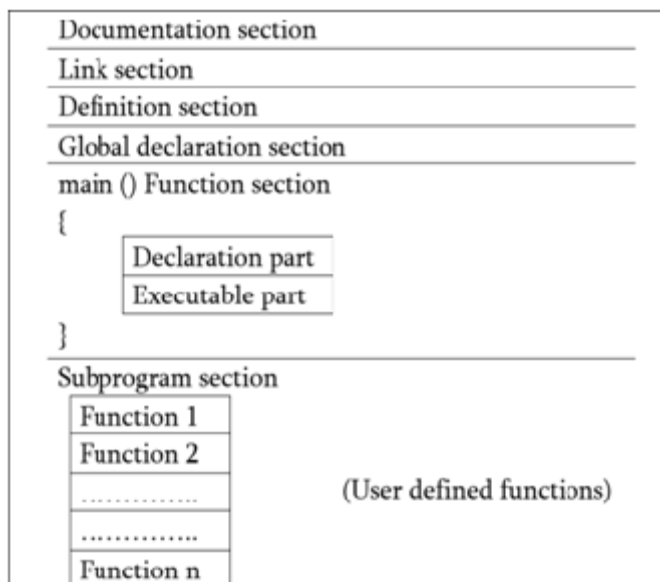 Documentation section
Link section
Definition section
Global declaration section
main () Function section
{
Declaration part
Executable part
}
Subprogram section
Function 1
Function 2
..............
(User defined functions)
..............
Function n